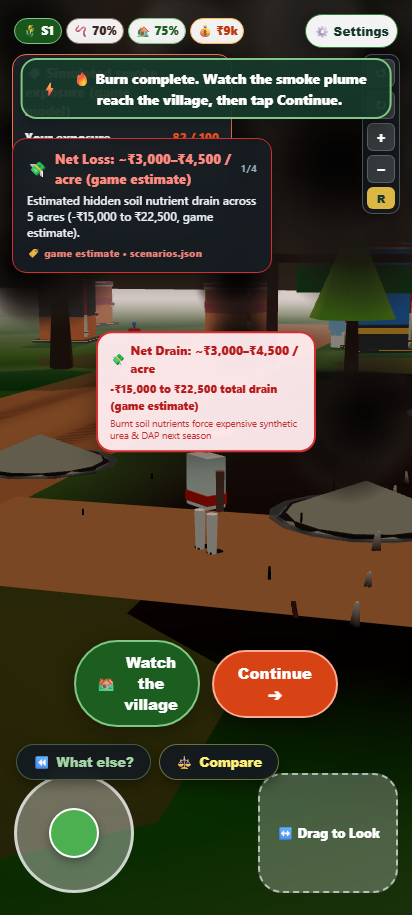 S1
70%
75%
₹9k
Settings
🔥 Burn complete. Watch the smoke plume
reach the village, then tap Continue.
Your exposure 82 / 100
+
−
R
Net Loss: ~₹3,000–₹4,500 /
acre (game estimate)
1/4
Estimated hidden soil nutrient drain across
5 acres (-₹15,000 to ₹22,500, game
estimate).
game estimate • scenarios.json
Net Drain: ~₹3,000–₹4,500 /
acre
-₹15,000 to ₹22,500 total drain
(game estimate)
Burnt soil nutrients force expensive synthetic
urea & DAP next season
Watch
the
village
Continue
➔
What else?
Compare
Drag to Look